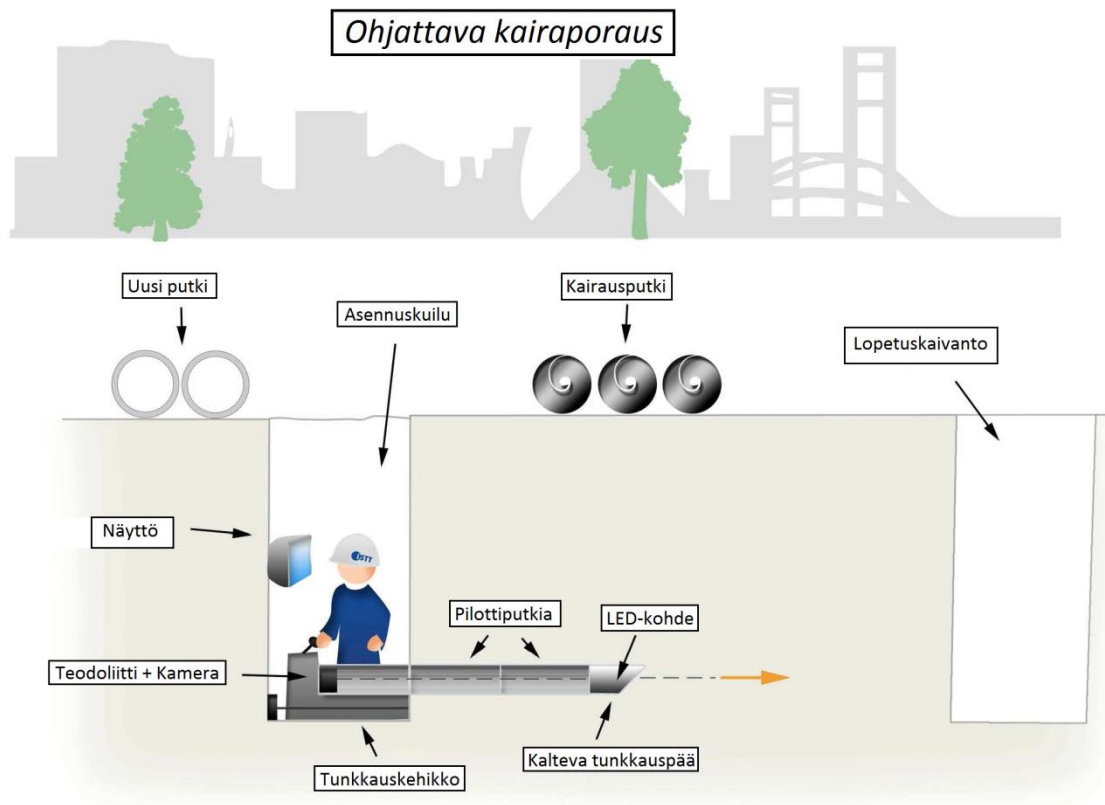 Ohjattava kairaporaus
Uusi putki
Kairausputki
Asennuskuilu
Lopetuskaivanto
Näyttö
Pilottiputkia
LED-kohde
Teodoliitti + Kamera
Kalteva tunkkauspää
Tunkkauskehikko